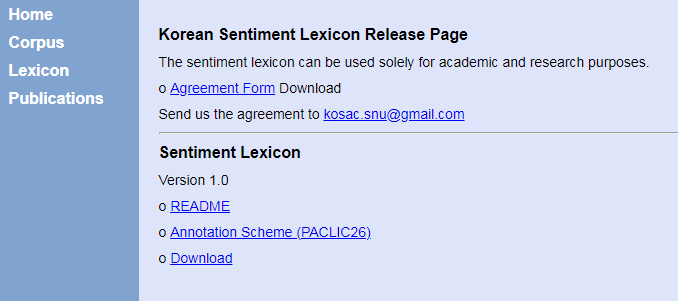 Home
Corpus
Lexicon
Publications
Korean Sentiment Lexicon Release Page
The sentiment lexicon can be used solely for academic and research purposes.
o Agreement Form Download
Send us the agreement to kosac.snu@gmail.com
Sentiment Lexicon
Version 1.0
o README
o Annotation Scheme (PACLIC26)
o Download